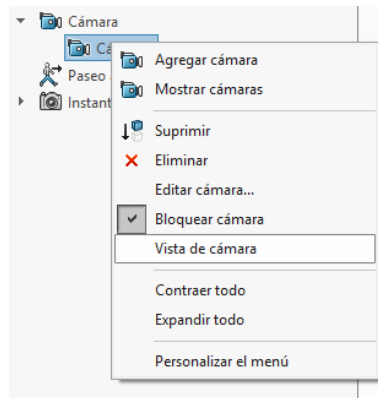 Cámara
Agregar cámara
Paseo
Mostrar cámaras
Instant
Suprimir
Eliminar
Editar cámara...
Bloquear cámara
Vista de cámara
Contraer todo
Expandir todo
Personalizar el menú